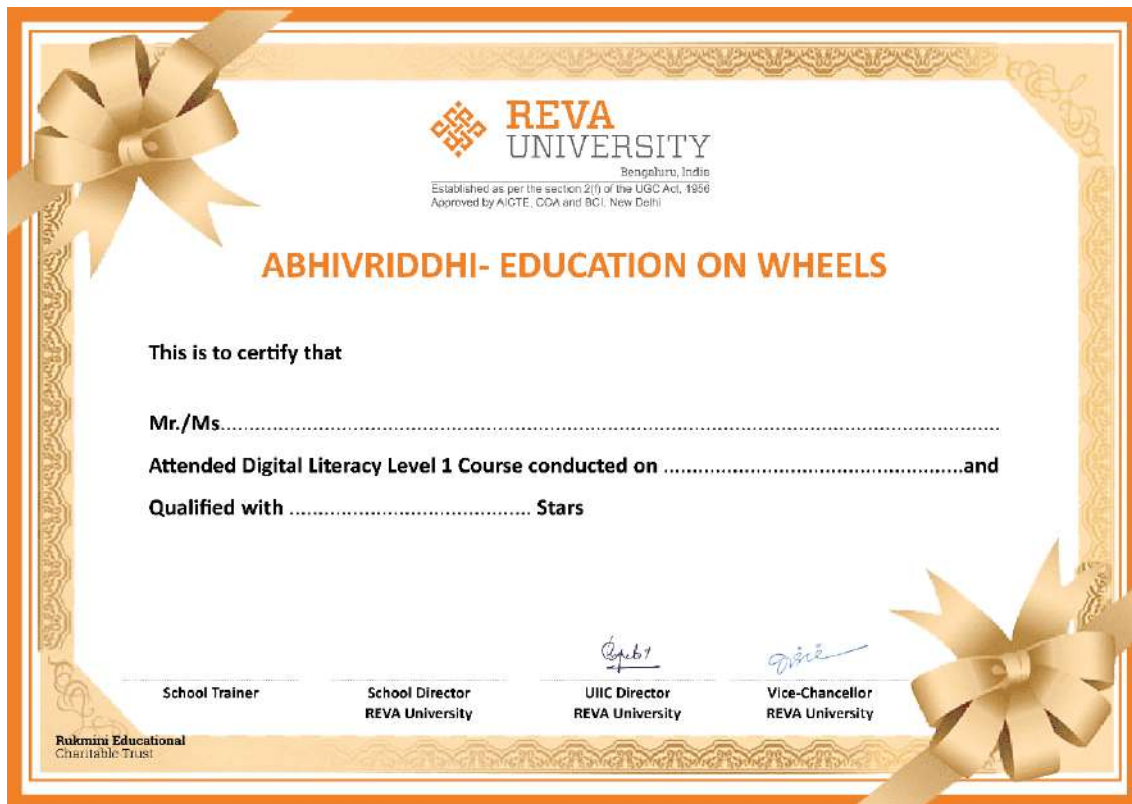 REVA
UNIVERSITY
Bengaluru, India
Established as per the section 2(f) of the UGC Act, 1956
Approved by AICTE, COA and BCI, New Delhi
ABHIVRIDDHI- EDUCATION ON WHEELS
This is to certify that
Mr./Ms.......................................................................................................................................
Attended Digital Literacy Level 1 Course conducted on ....................................................and
Qualified with .......................................... Stars
School Trainer School Director UIIC Director Vice-Chancellor
REVA University REVA University REVA University
Rukmini Educational
Charitable Trust